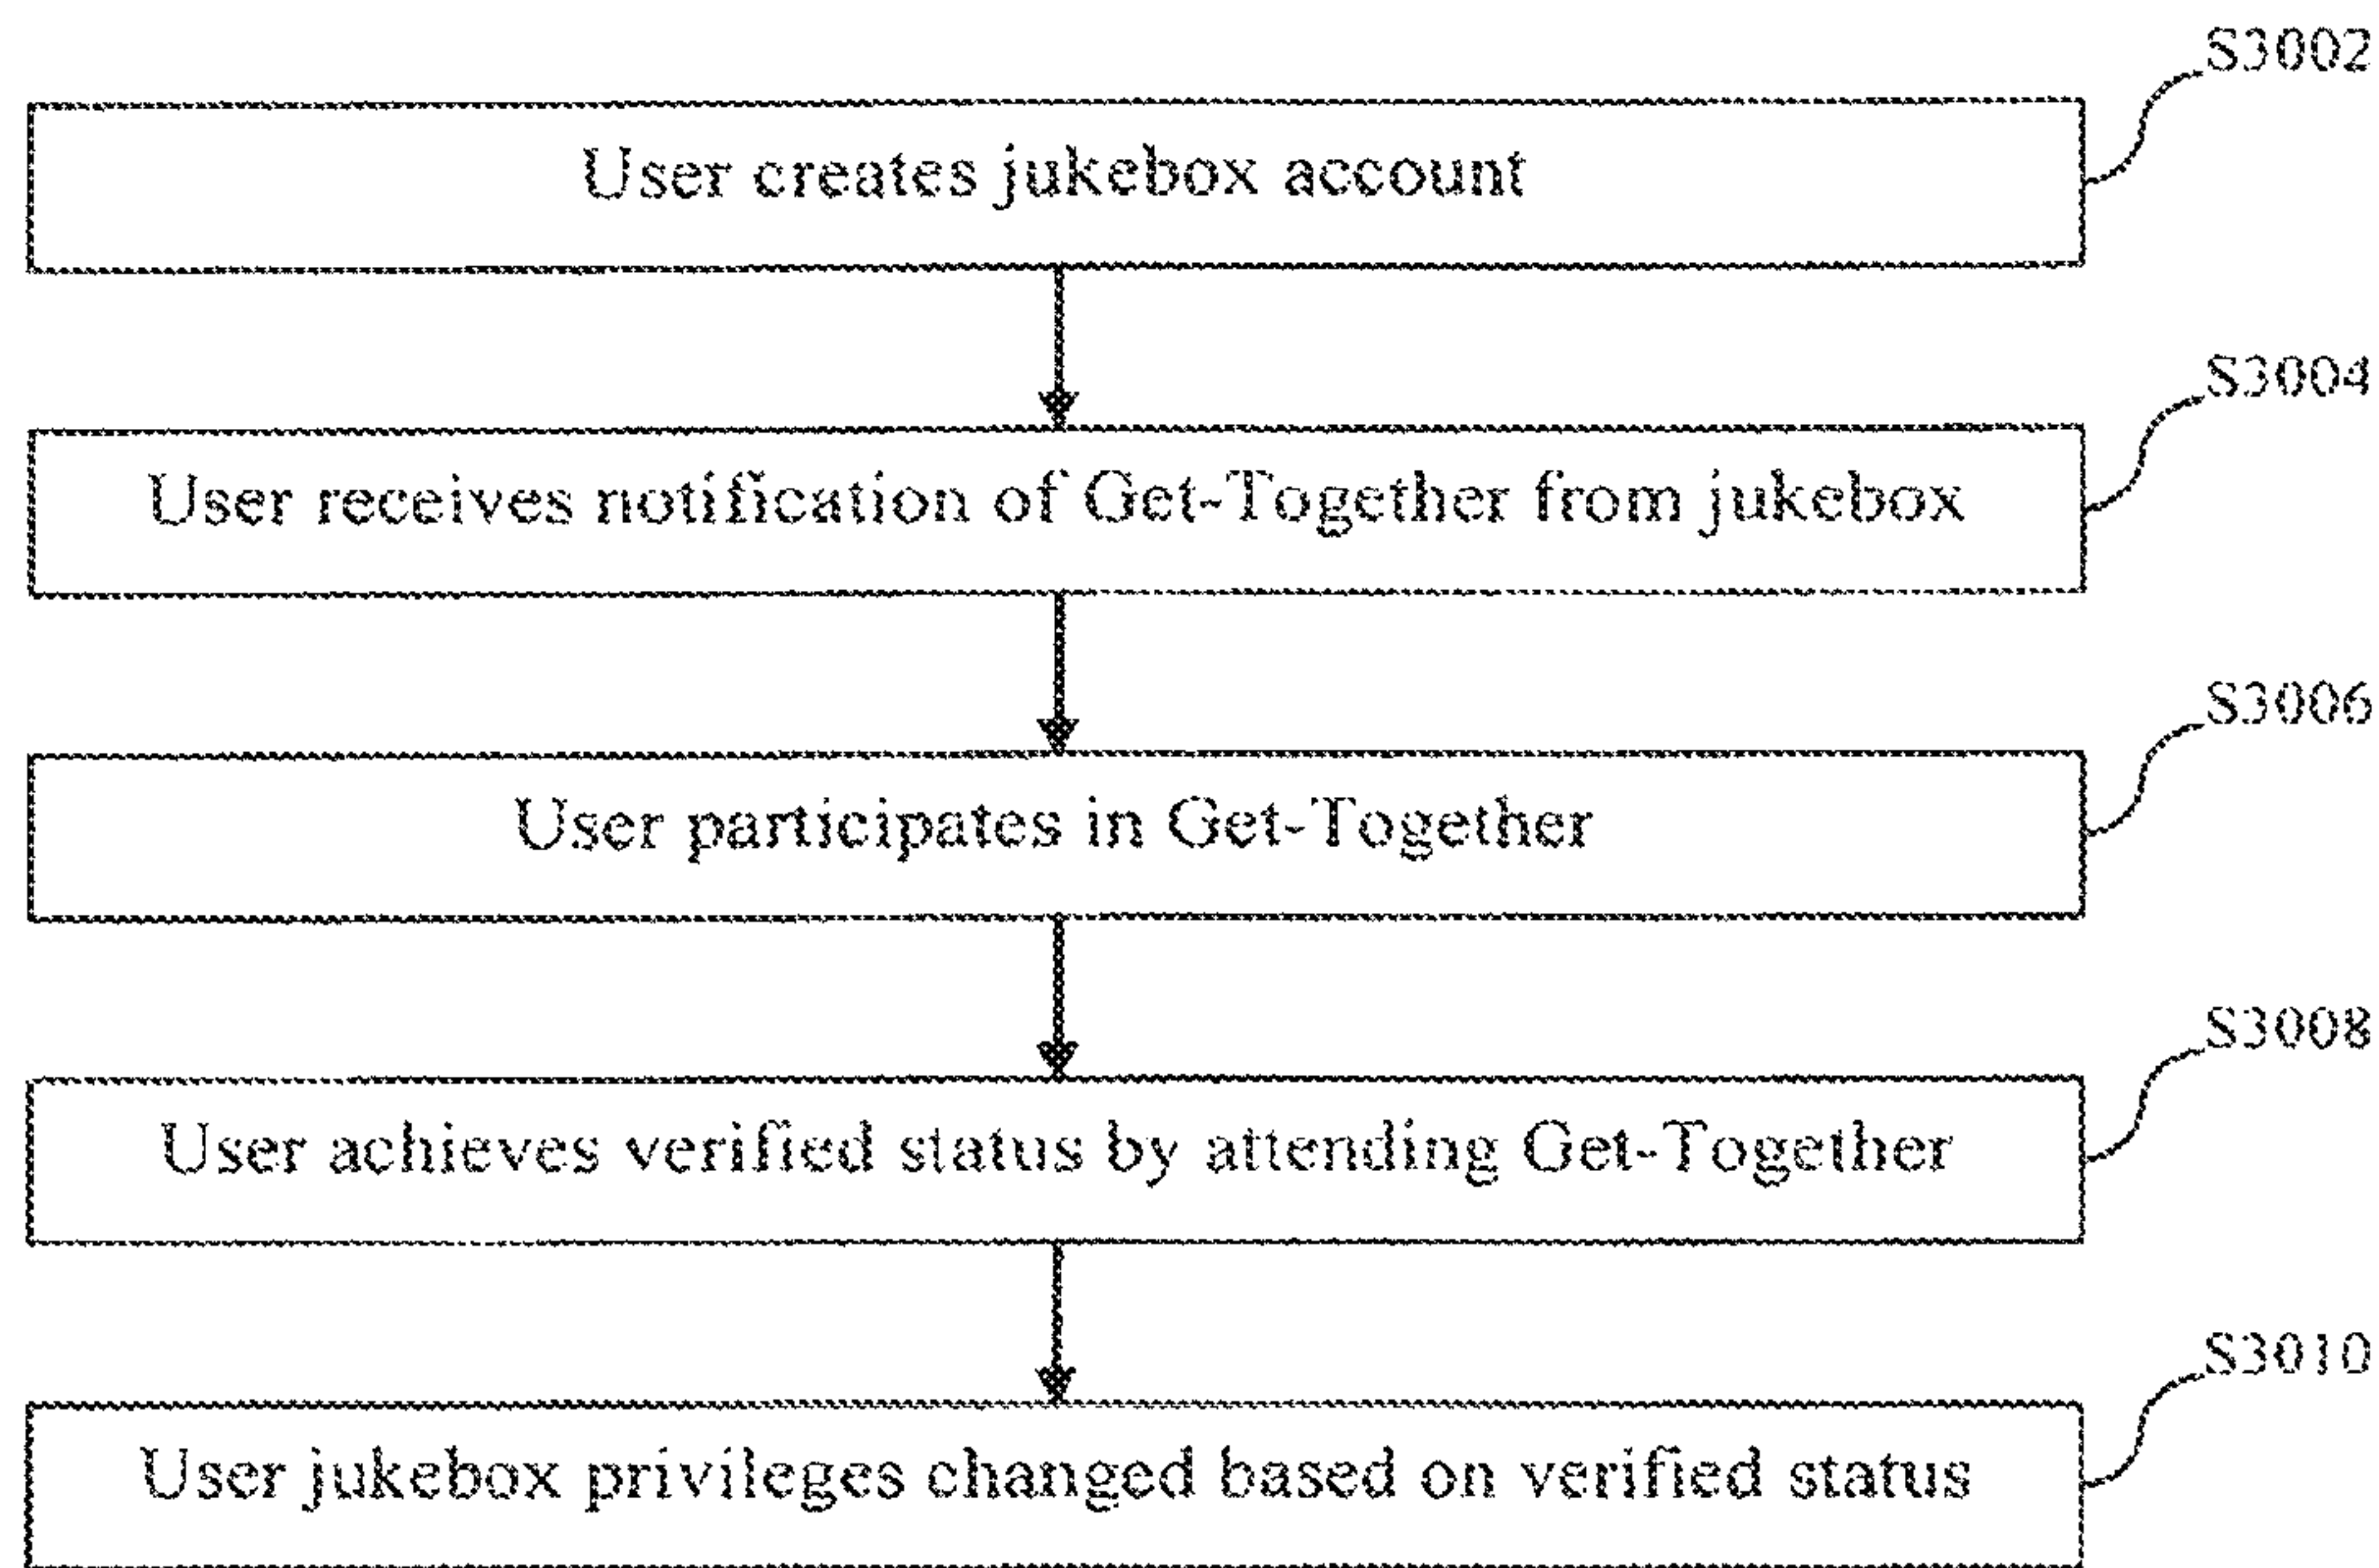 S3002
User creates jukebox account
S3004
User receives notification of Get-Together from jukebox
S3006
User participates in Get-Together
S3008
User achieves verified status by attending Get-Together
S3010
User jukebox privileges changed based on verified status